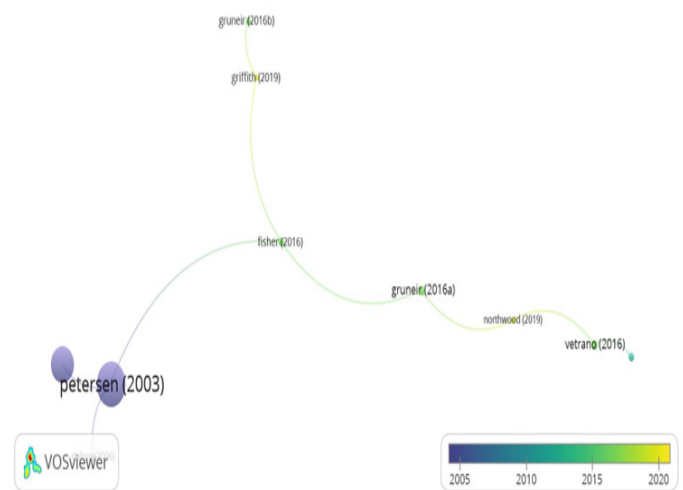 gruneir (2016b)
griffith (2019)
fisher (2016)
gruneir (2016a)
northwood (2019)
vetrano (2016)
petersen (2003)
VOSviewer
2005 2010 2015 2020